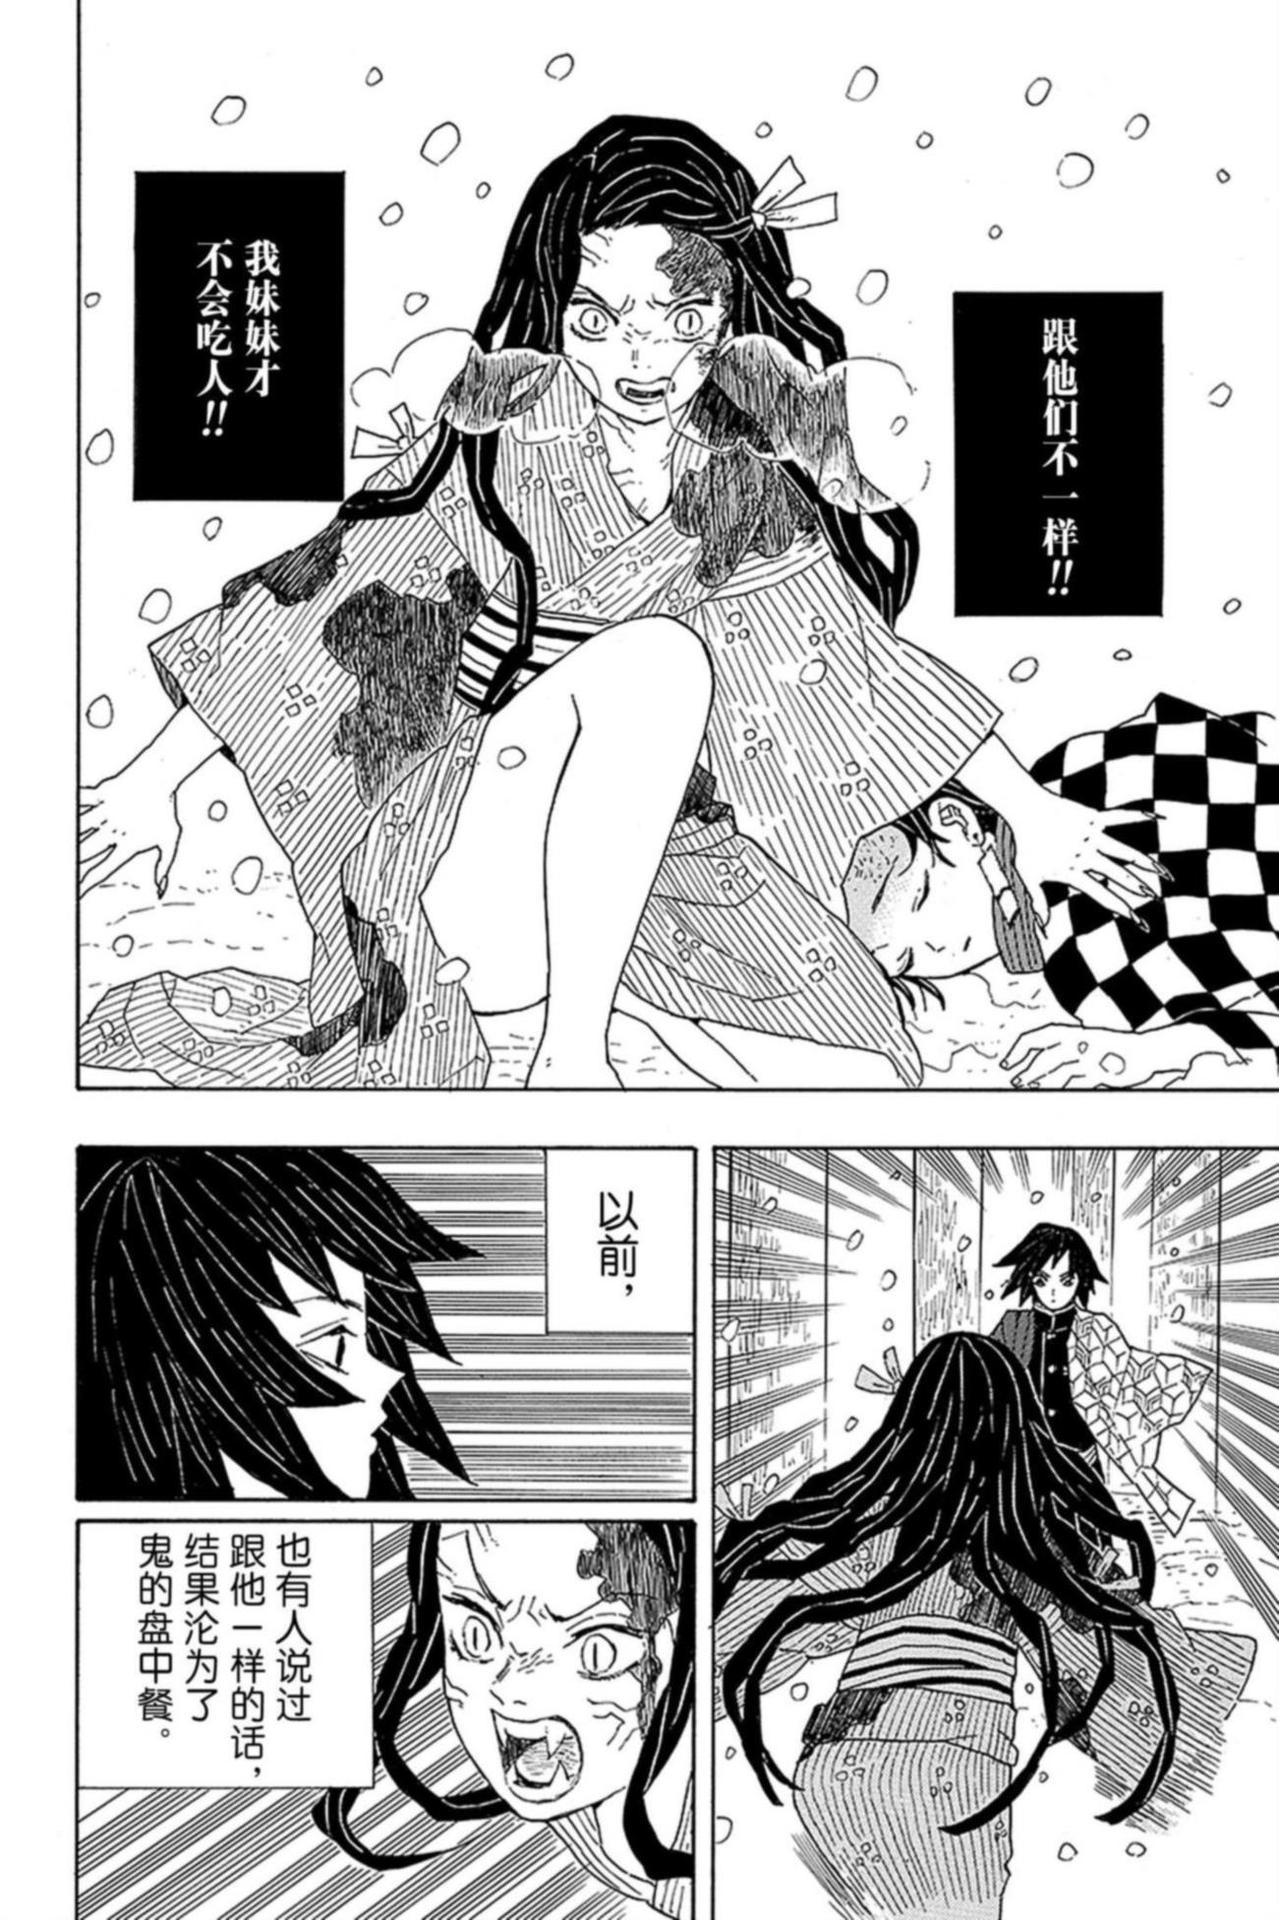 跟他们不一样!!
我妹妹才
不会吃人!!
以前，
也有人说过
跟他一样的话，
结果沦为了
鬼的盘中餐。